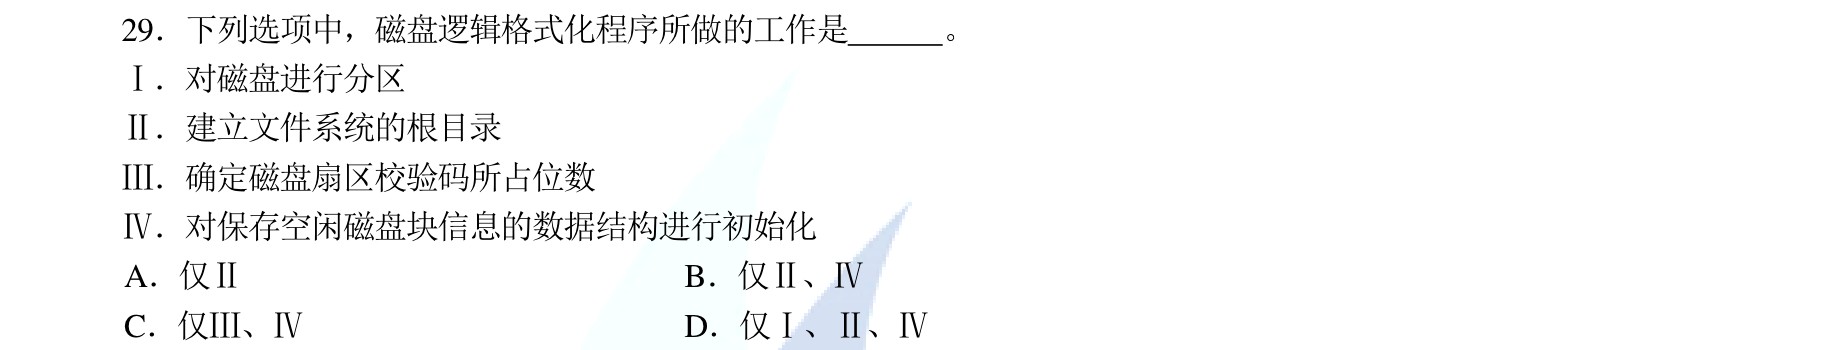 29．下列选项中，磁盘逻辑格式化程序所做的工作是______。
Ⅰ．对磁盘进行分区
Ⅱ．建立文件系统的根目录
Ⅲ．确定磁盘扇区校验码所占位数
Ⅳ．对保存空闲磁盘块信息的数据结构进行初始化
A．仅Ⅱ B．仅Ⅱ、Ⅳ
C．仅Ⅲ、Ⅳ D．仅Ⅰ、Ⅱ、Ⅳ